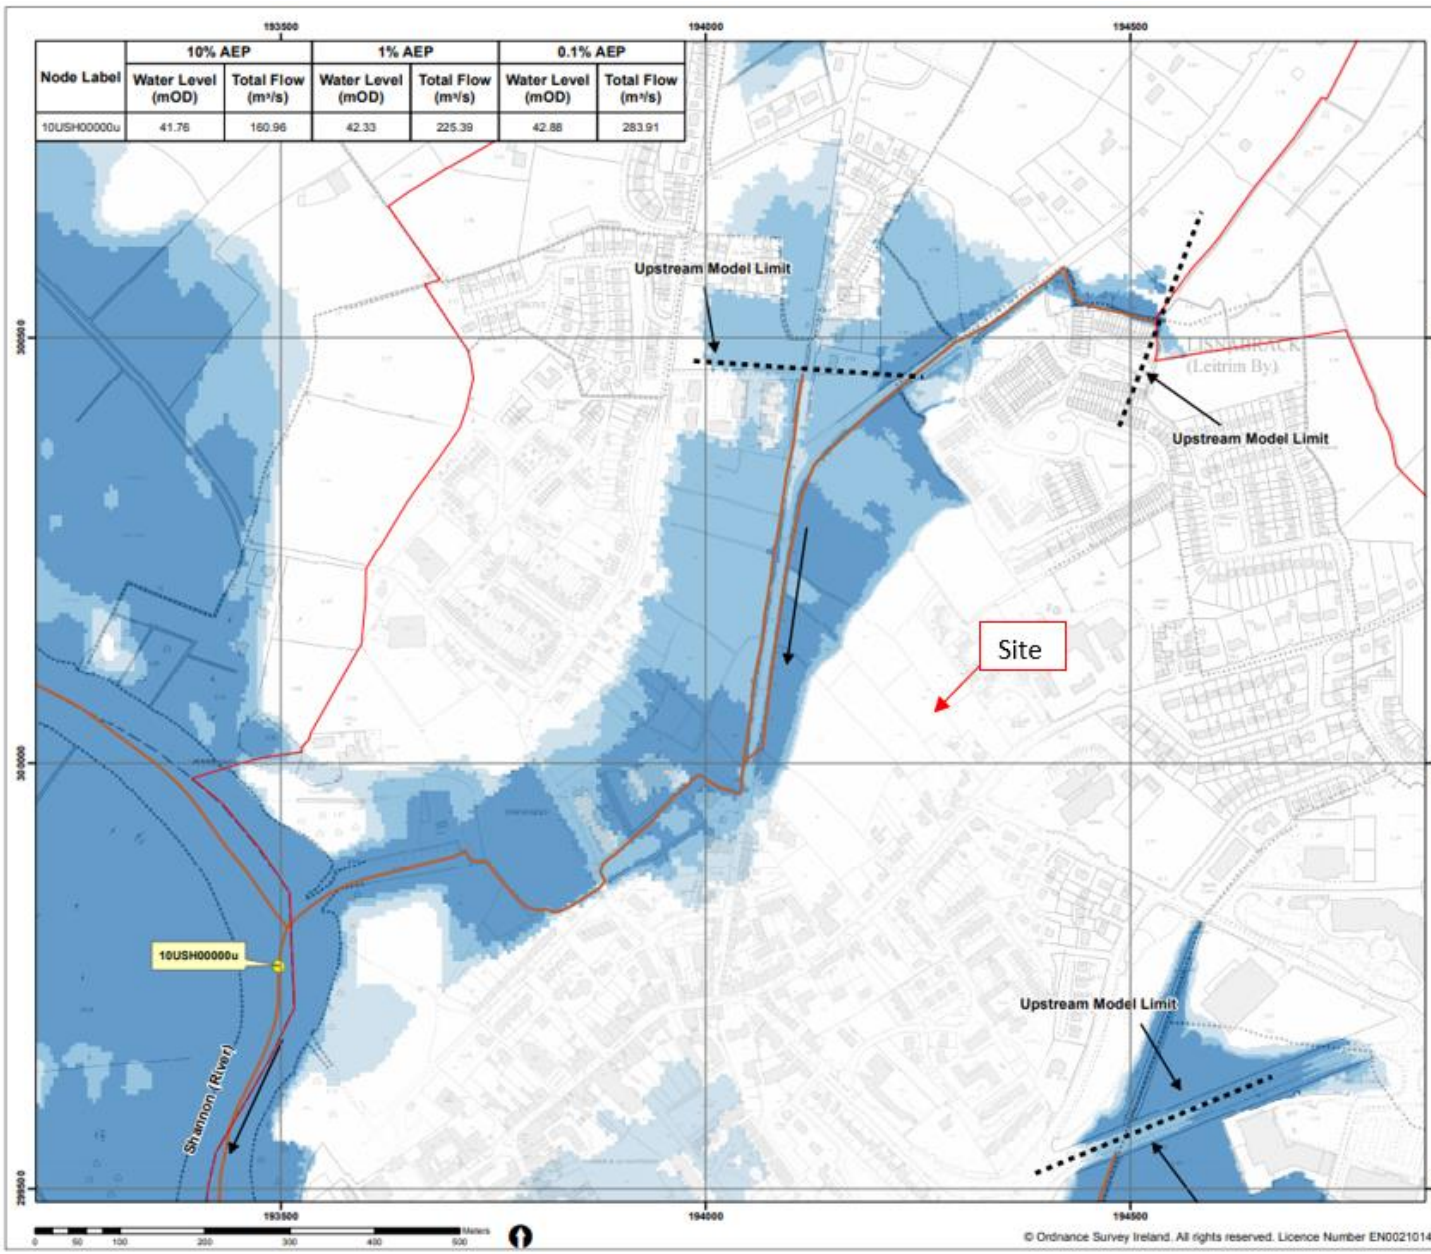 193500
194000
194500
Node Label
10% AEP
1% AEP
0.1% AEP
Water Level (mOD)
Total Flow (m³/s)
Water Level (mOD)
Total Flow (m³/s)
Water Level (mOD)
Total Flow (m³/s)
10USH00000u 41.76 160.96 42.33 225.39 42.88 283.91
Upstream Model Limit
300500
LISNABRACK
(Leitrim By)
Upstream Model Limit
Site
300000
10USH00000u
Upstream Model Limit
Shannon (River)
299500
193500
194000
194500
Meters
0 50 100 200 300 400 500
© Ordnance Survey Ireland. All rights reserved. Licence Number EN0021014